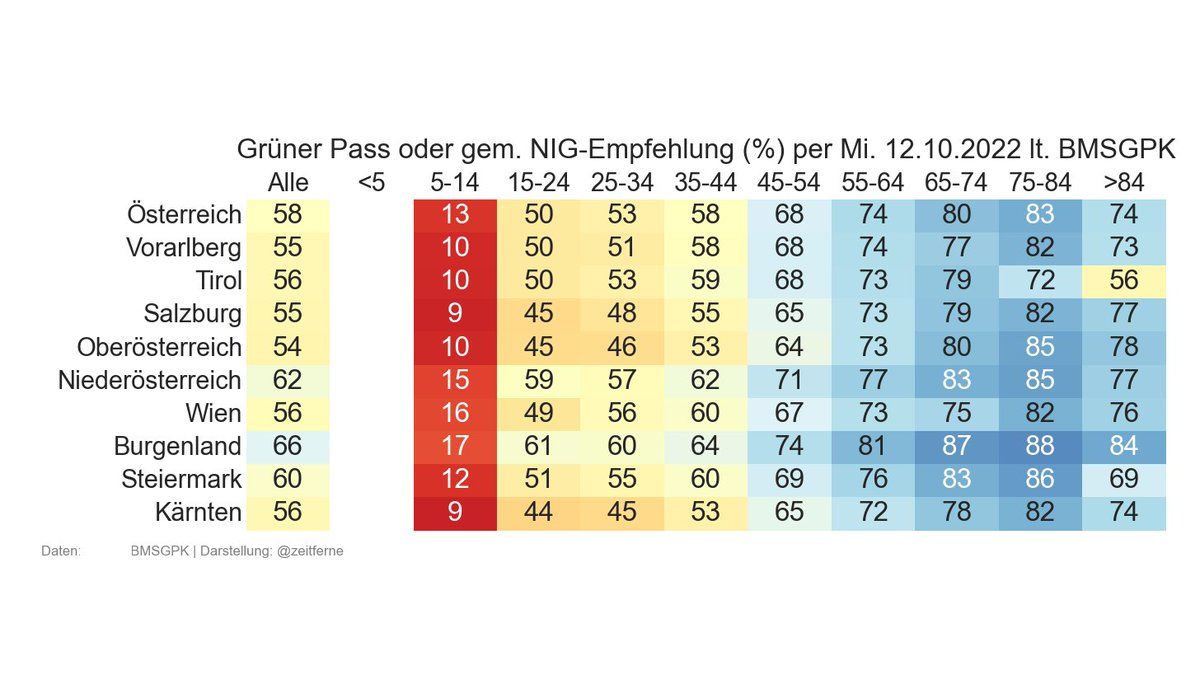 Grüner Pass oder gem. NIG-Empfehlung (%) per Mi. 12.10.2022 lt. BMSGPK
Alle <5 5-14 15-24 25-34 35-44 45-54 55-64 65-74 75-84 >84
Österreich 58 13 50 53 58 68 74 80 83 74
Vorarlberg 55 10 50 51 58 68 74 77 82 73
Tirol 56 10 50 53 59 68 73 79 72 56
Salzburg 55 9 45 48 55 65 73 79 82 77
Oberösterreich 54 10 45 46 53 64 73 80 85 78
Niederösterreich 62 15 59 57 62 71 77 83 85 77
Wien 56 16 49 56 60 67 73 75 82 76
Burgenland 66 17 61 60 64 74 81 87 88 84
Steiermark 60 12 51 55 60 69 76 83 86 69
Kärnten 56 9 44 45 53 65 72 78 82 74
Daten: BMSGPK | Darstellung: @zeitferne